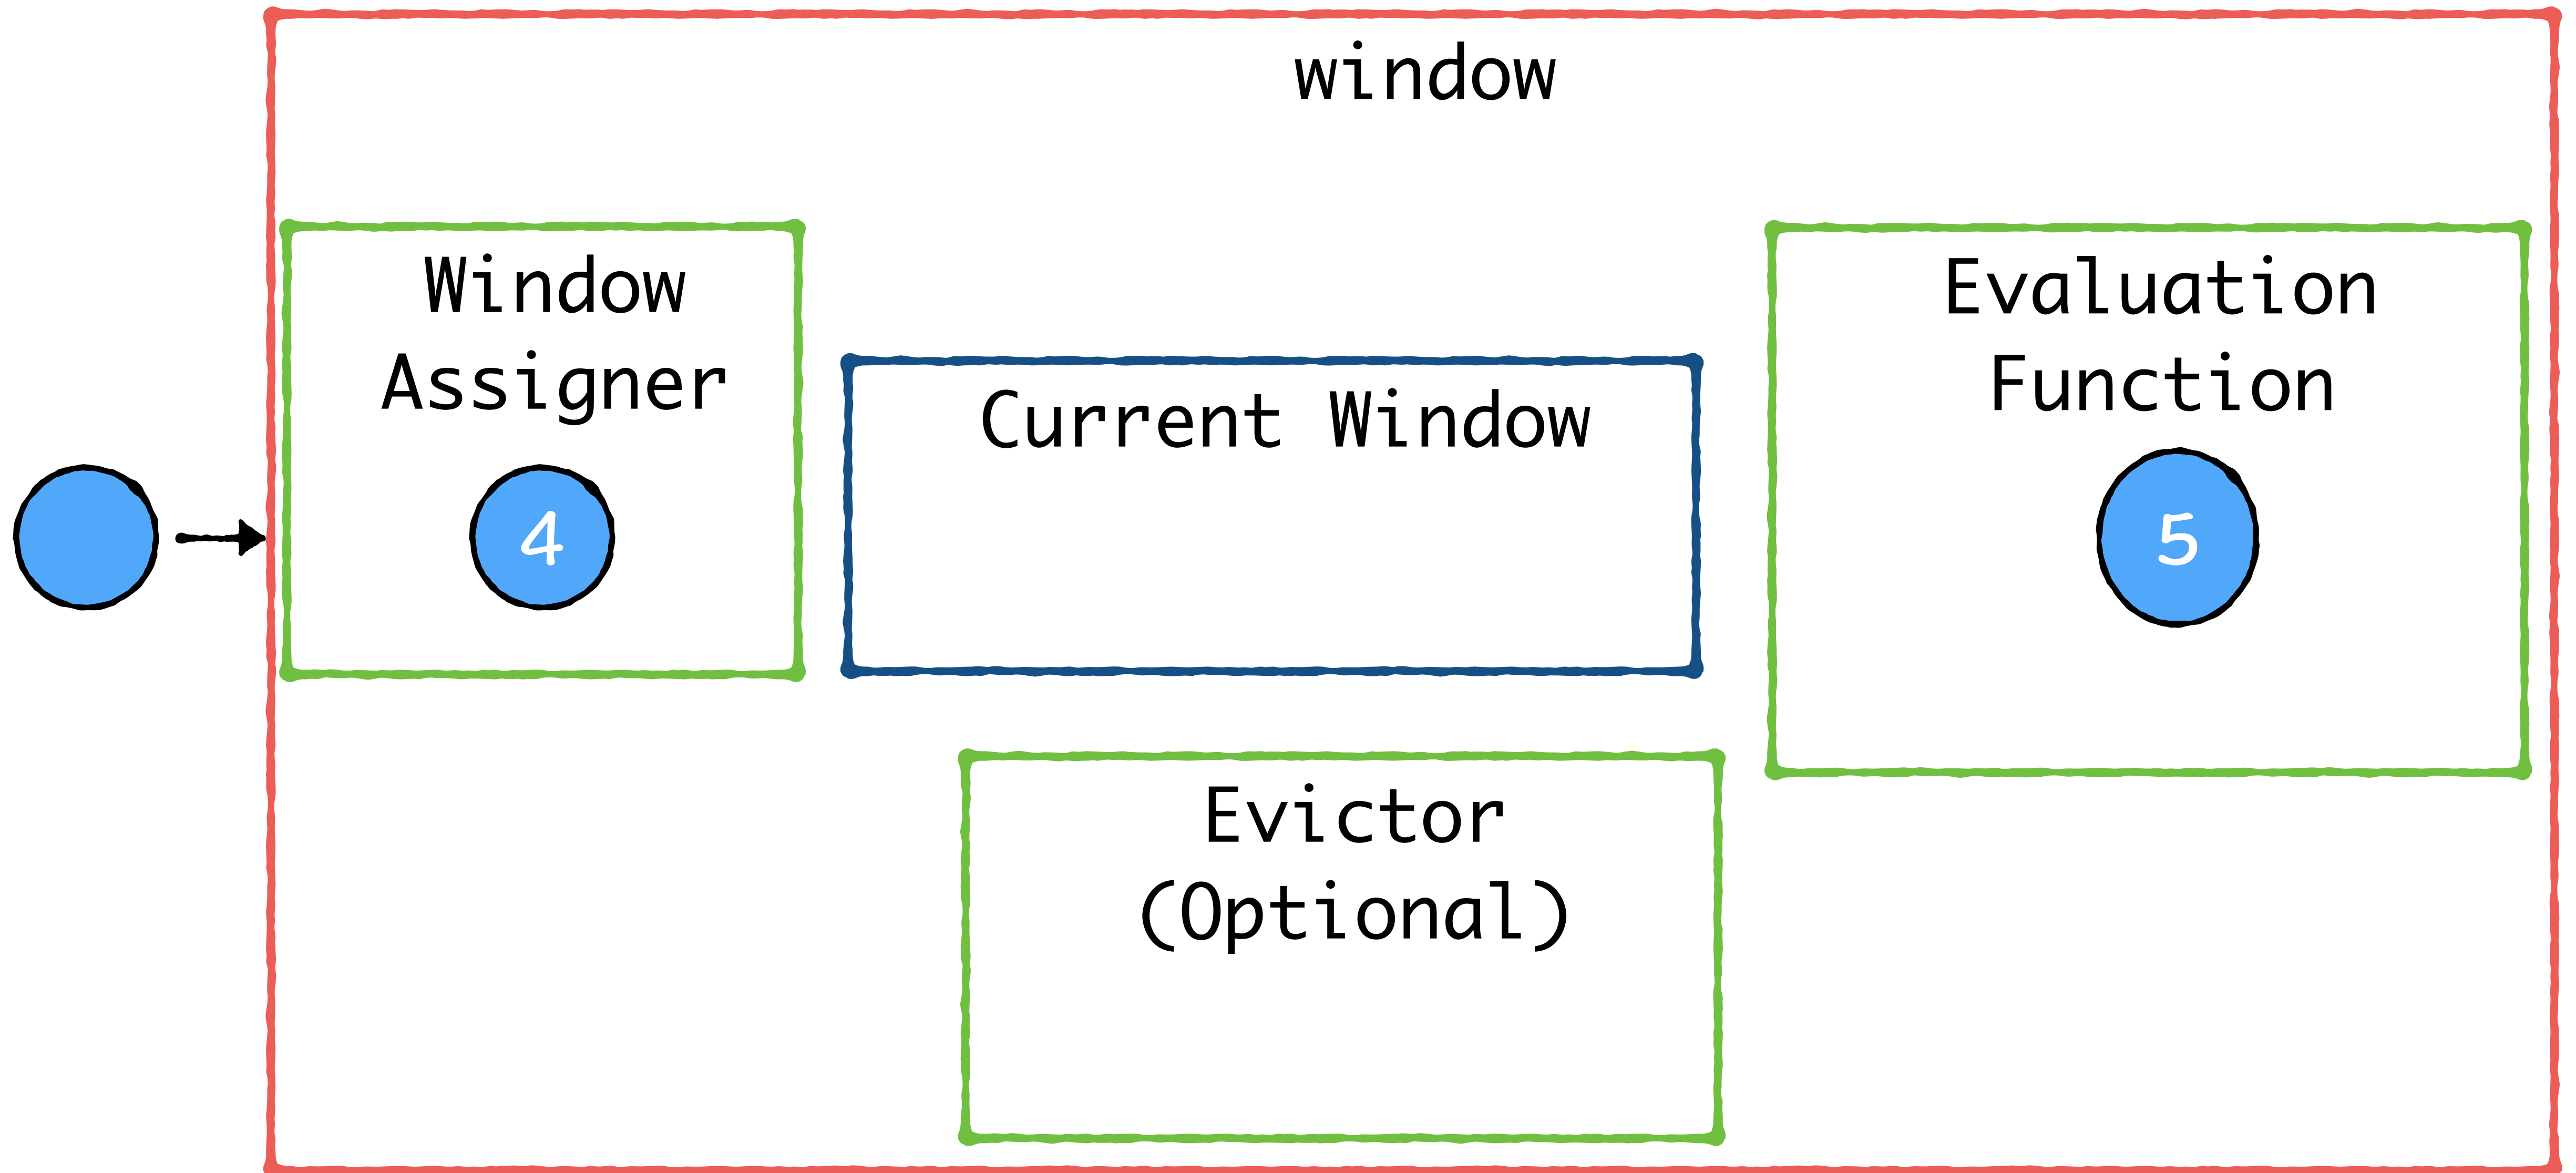 window
Window
Assigner
4
Current Window
Evaluation
Function
5
Evictor
(Optional)